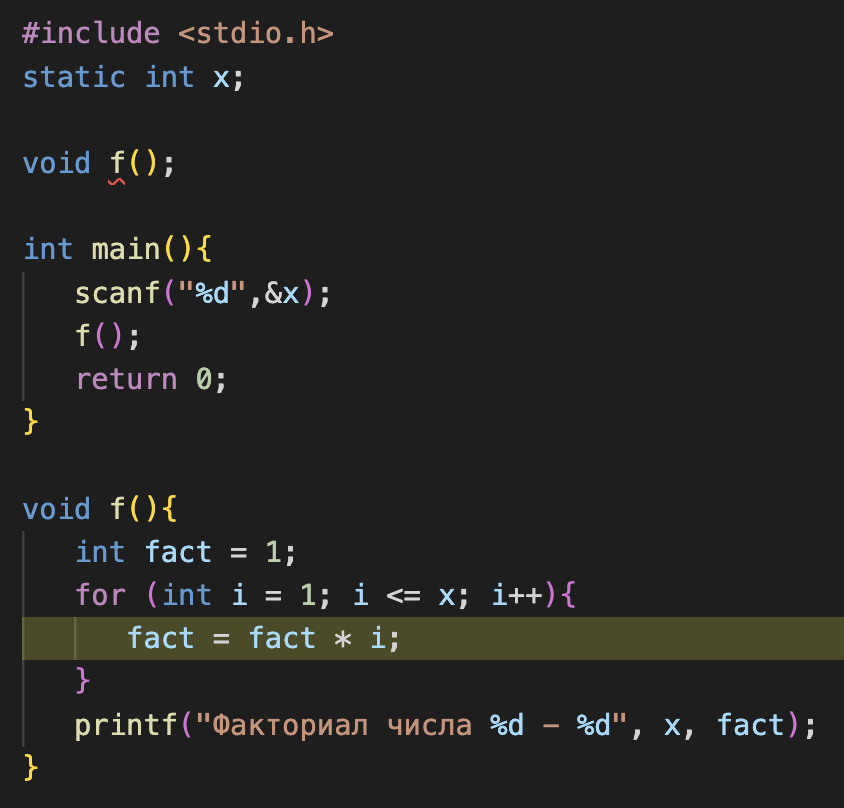 #include <stdio.h>
static int x;
void f();
int main(){
scanf("%d",&x);
f();
return 0;
}
void f(){
int fact = 1;
for (int i = 1; i <= x; i++){
fact = fact * i;
}
printf("Факториал числа %d – %d", x, fact);
}